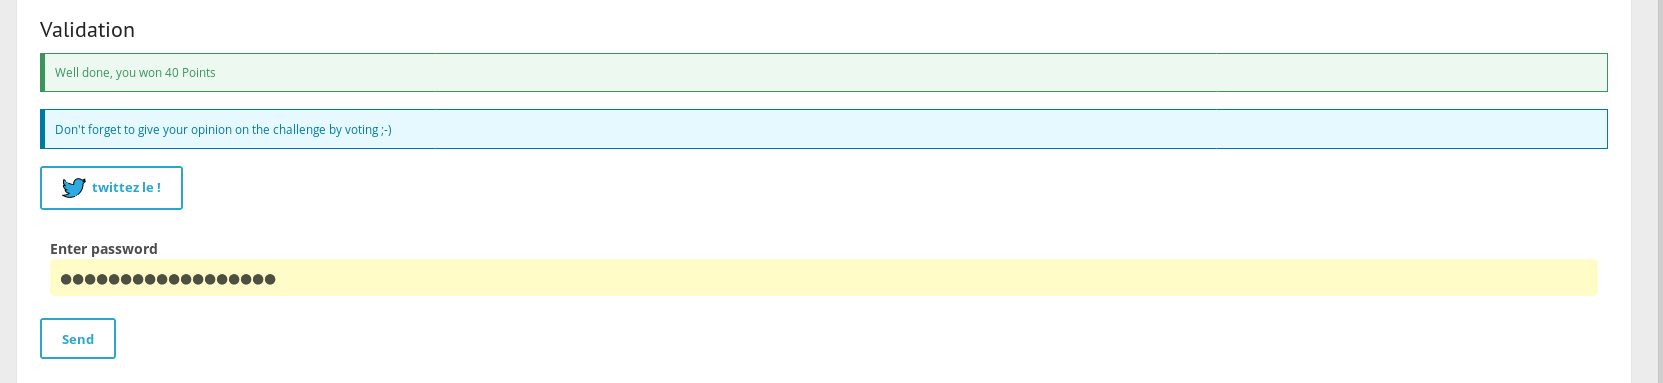 Validation
Well done, you won 40 Points
Don't forget to give your opinion on the challenge by voting ;-)
twittez le !
Enter password
●●●●●●●●●●●●●●●●●●
Send